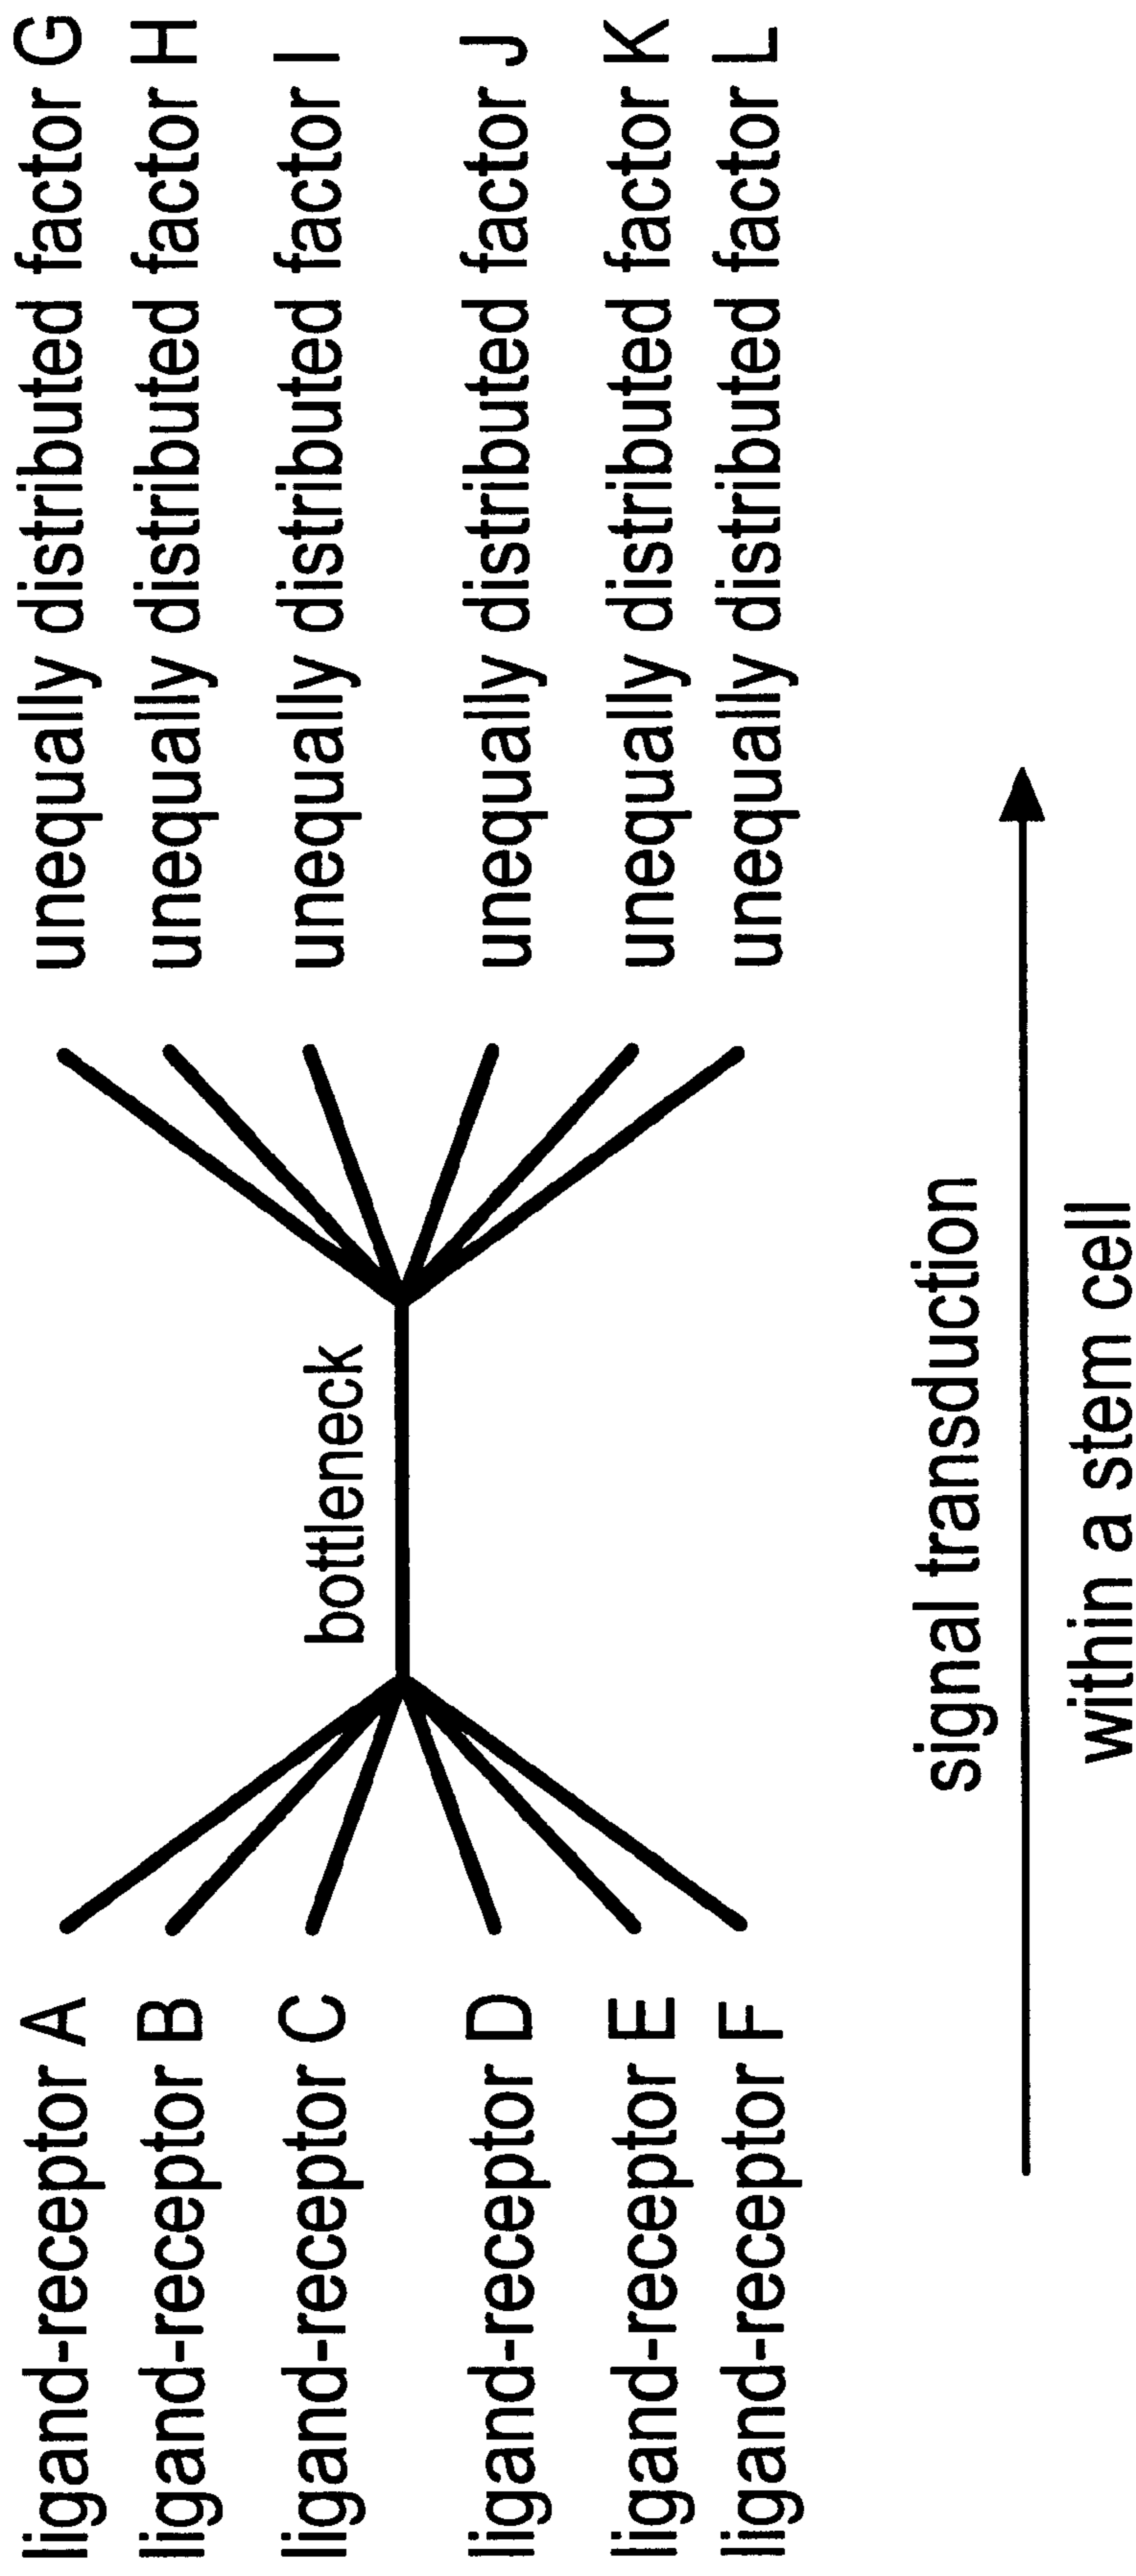 ligand-receptor A
ligand-receptor B
ligand-receptor C
ligand-receptor D
ligand-receptor E
ligand-receptor F
bottleneck
unequally distributed factor G
unequally distributed factor H
unequally distributed factor I
unequally distributed factor J
unequally distributed factor K
unequally distributed factor L
signal transduction
within a stem cell